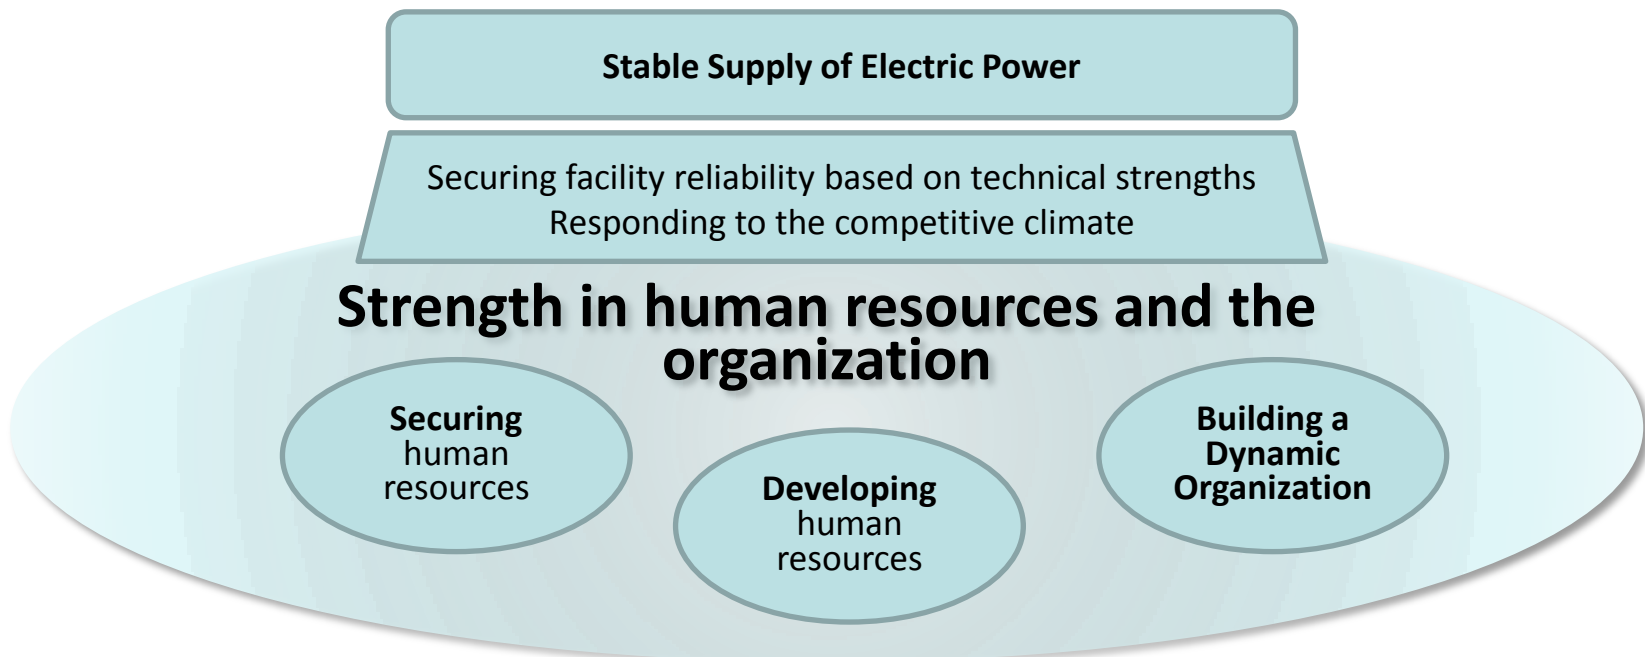 Stable Supply of Electric Power
Securing facility reliability based on technical strengths
Responding to the competitive climate
Strength in human resources and the
organization
Securing
human
resources
Developing
human
resources
Building a
Dynamic
Organization